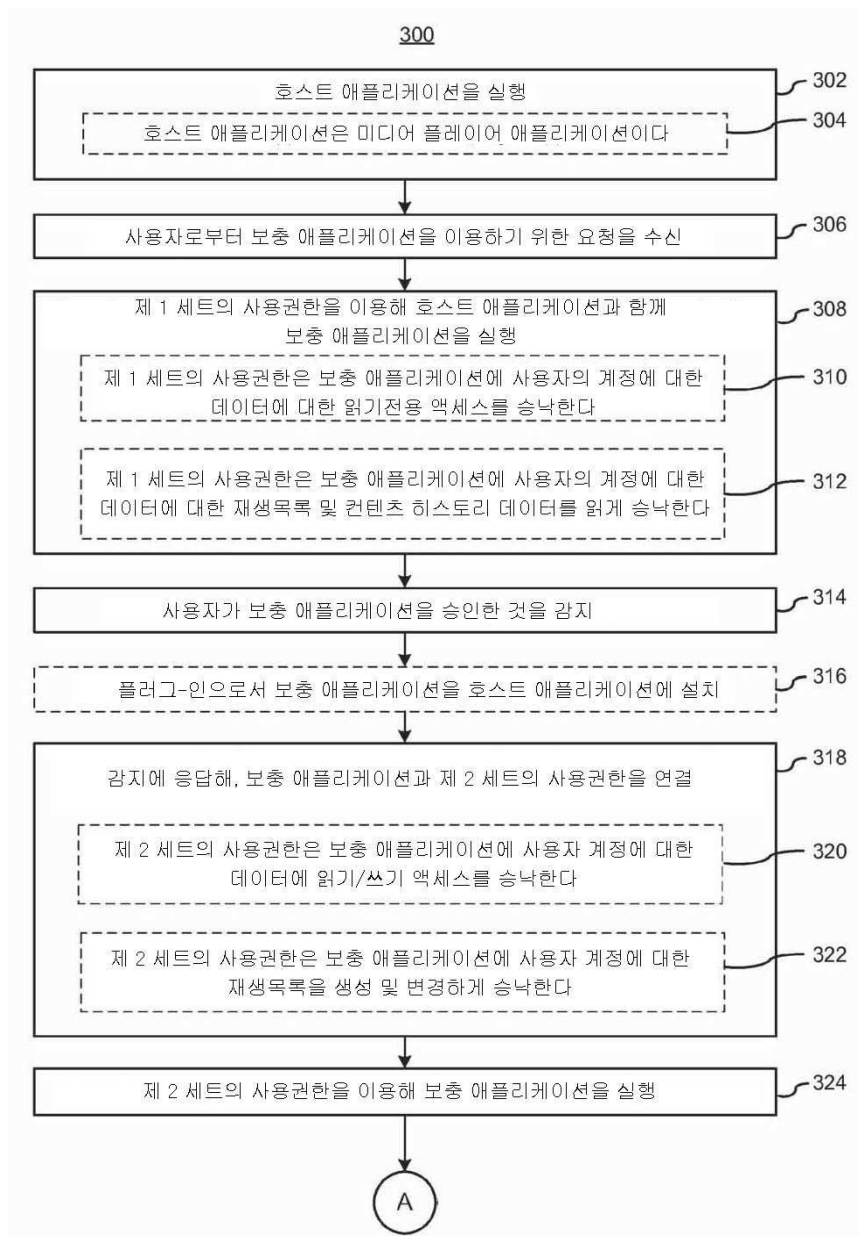 300
호스트 애플리케이션을 실행
302
호스트 애플리케이션은 미디어 플레이어 애플리케이션이다
304
사용자로부터 보충 애플리케이션을 이용하기 위한 요청을 수신
306
제 1 세트의 사용권한을 이용해 호스트 애플리케이션과 함께
보충 애플리케이션을 실행
308
제 1 세트의 사용권한은 보충 애플리케이션에 사용자의 계정에 대한
데이터에 대한 읽기전용 액세스를 승낙한다
310
제 1 세트의 사용권한은 보충 애플리케이션에 사용자의 계정에 대한
데이터에 대한 재생목록 및 컨텐츠 히스토리 데이터를 읽게 승낙한다
312
사용자가 보충 애플리케이션을 승인한 것을 감지
314
플러그-인으로서 보충 애플리케이션을 호스트 애플리케이션에 설치
316
감지에 응답해, 보충 애플리케이션과 제 2 세트의 사용권한을 연결
318
제 2 세트의 사용권한은 보충 애플리케이션에 사용자 계정에 대한
데이터에 읽기/쓰기 액세스를 승낙한다
320
제 2 세트의 사용권한은 보충 애플리케이션에 사용자 계정에 대한
재생목록을 생성 및 변경하게 승낙한다
322
제 2 세트의 사용권한을 이용해 보충 애플리케이션을 실행
324
A